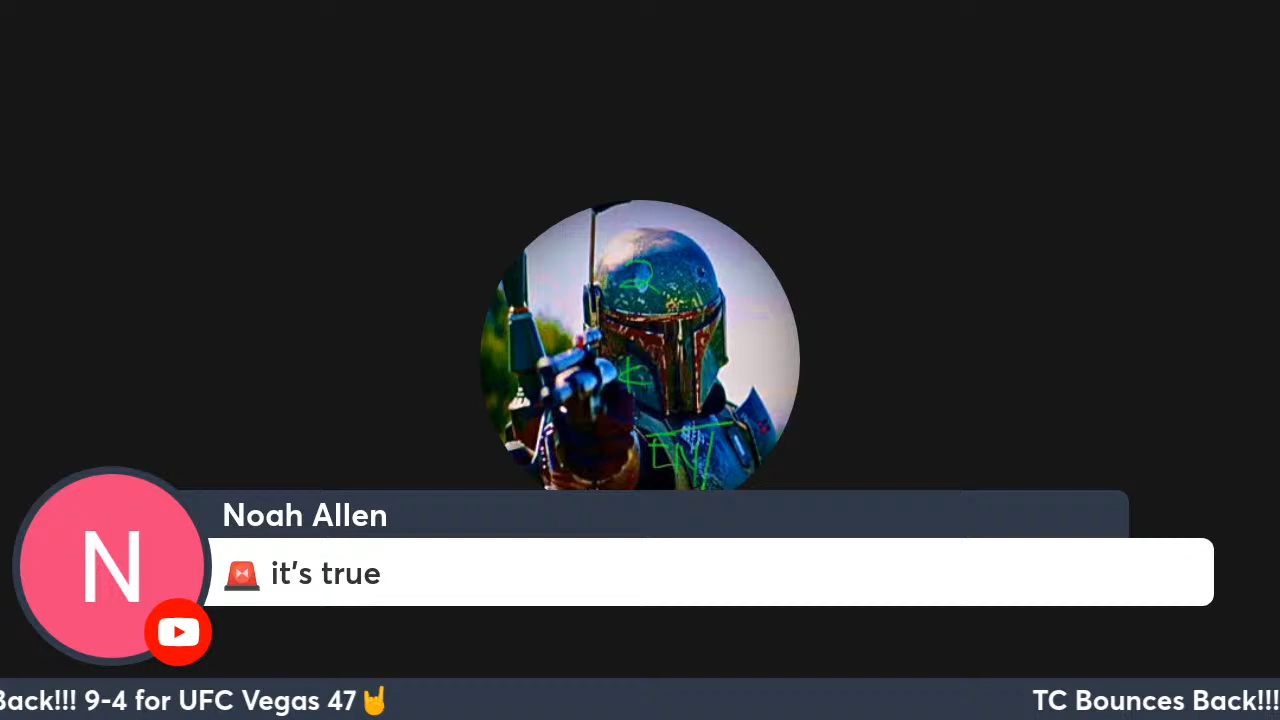 Noah Allen
🚨 it's true
Back!!! 9-4 for UFC Vegas 47🤘
TC Bounces Back!!!